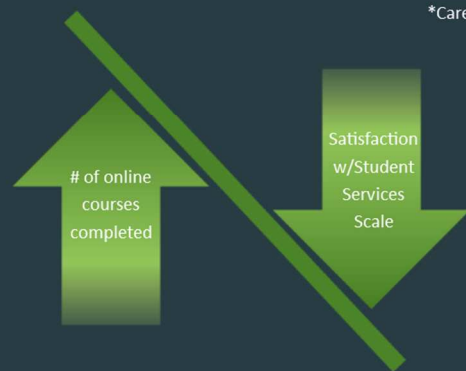 *Care
# of online
courses
completed
Satisfaction
w/Student
Services
Scale